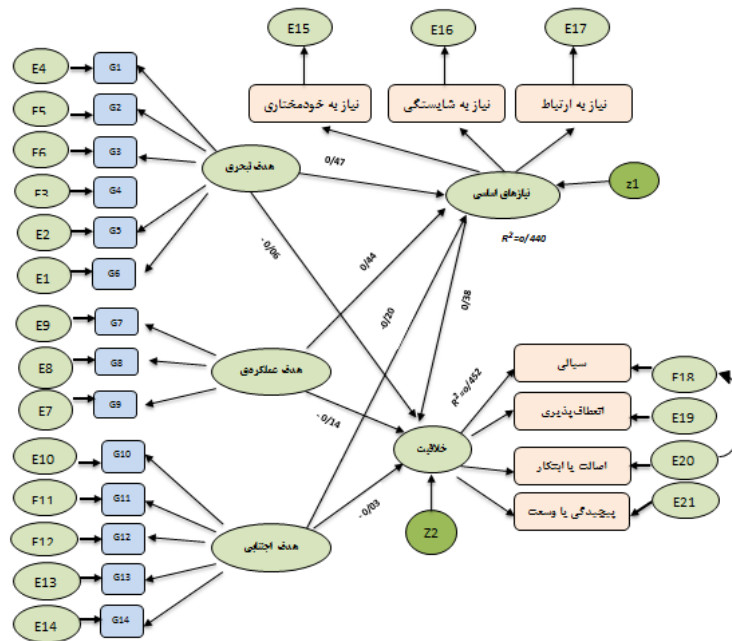 E15
E16
E17
نیاز به خودمختاری
نیاز به شایستگی
نیاز به ارتباط
E4
G1
E5
G2
E6
G3
E3
G4
E2
G5
E1
G6
هدف تبحری
0/47
نیازهای اساسی
z1
R²=o/440
- 0/06
0/44
-0/20
0/38
E9
G7
E8
G8
E7
G9
هدف عملکردی
- 0/14
R²=o/452
سیالی
E18
انعطاف‌پذیری
E19
خلاقیت
اصالت یا ابتکار
E20
پیچیدگی یا وسعت
E21
E10
G10
E11
G11
E12
G12
E13
G13
E14
G14
هدف اجتنابی
- 0/03
Z2